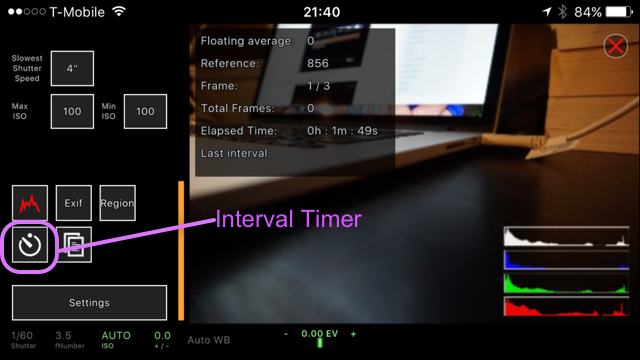 T-Mobile 21:40 84%
Slowest Shutter Speed 4"
Max ISO 100 Min ISO 100
Floating average 0
Reference: 856
Frame: 1 / 3
Total Frames: 0
Elapsed Time: 0h : 1m : 49s
Last interval:
Exif Region
Interval Timer
Settings
1/60 3.5 AUTO 0.0
Shutter fNumber ISO + / -
Auto WB
- 0.00 EV +